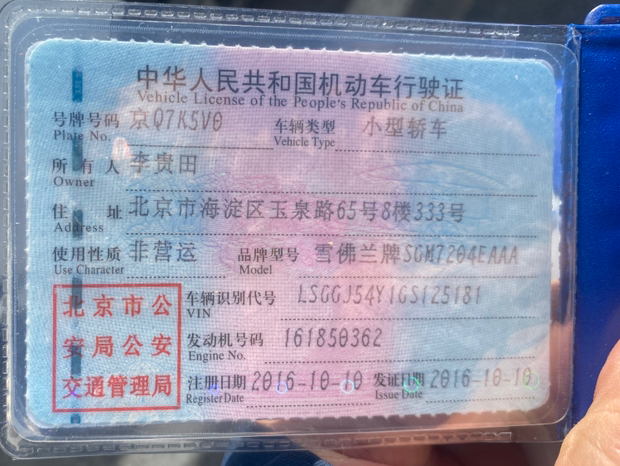 中华人民共和国机动车行驶证
Vehicle License of the People's Republic of China
号牌号码 京Q7K5V0 车辆类型 小型轿车
Plate No. Vehicle Type
所有人 李贵田
Owner
住址 北京市海淀区玉泉路65号8楼333号
Address
使用性质 非营运 品牌型号 雪佛兰牌SGM7204EAAA
Use Character Model
车辆识别代号 LSGGJ54Y1GS125181
VIN
发动机号码 161850362
Engine No.
注册日期 2016-10-10 发证日期 2016-10-10
Register Date Issue Date
北京市公
安局公安
交通管理局